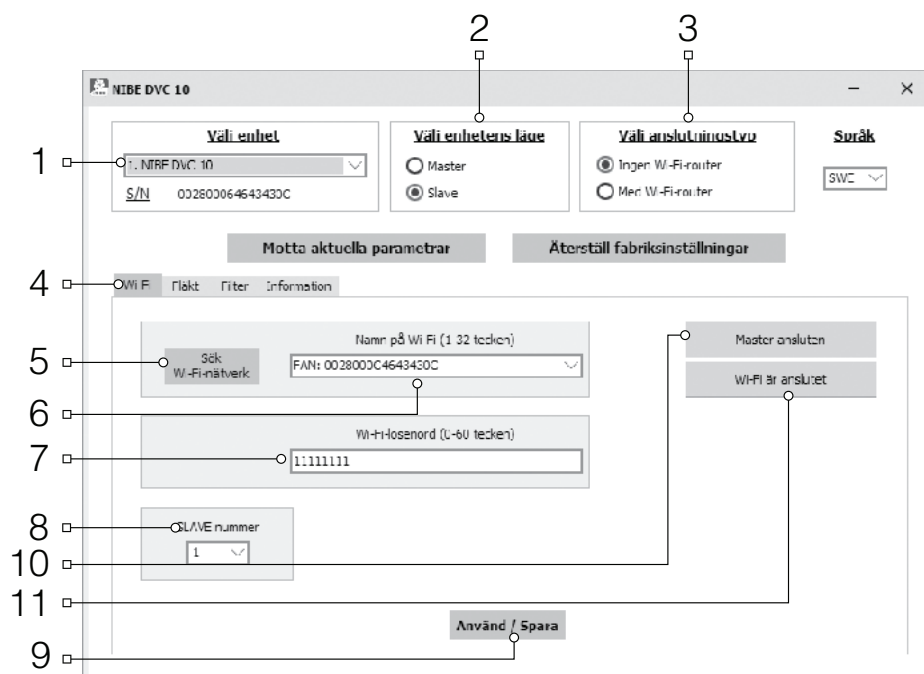 2
3
NIBE DVC 10
Välj enhet
Välj enhetens läge
Välj anslutningstyp
Språk
1
1. NIBE DVC 10
Master
Ingen Wi-Fi-router
SWE
S/N
Slave
Med Wi-Fi-router
Motta aktuella parametrar
Återställ fabriksinställningar
4
Wi Fi
Fläkt
Filter
Information
5
Sök
Wi-Fi-nätverk
Namn på Wi Fi (1 32 tecken)
Master ansluten
FAN:
Wi-Fi är anslutet
6
7
Wi-Fi-lösenord (0-60 tecken)
11111111
8
SLAVE nummer
1
10
11
Använd / Spara
9